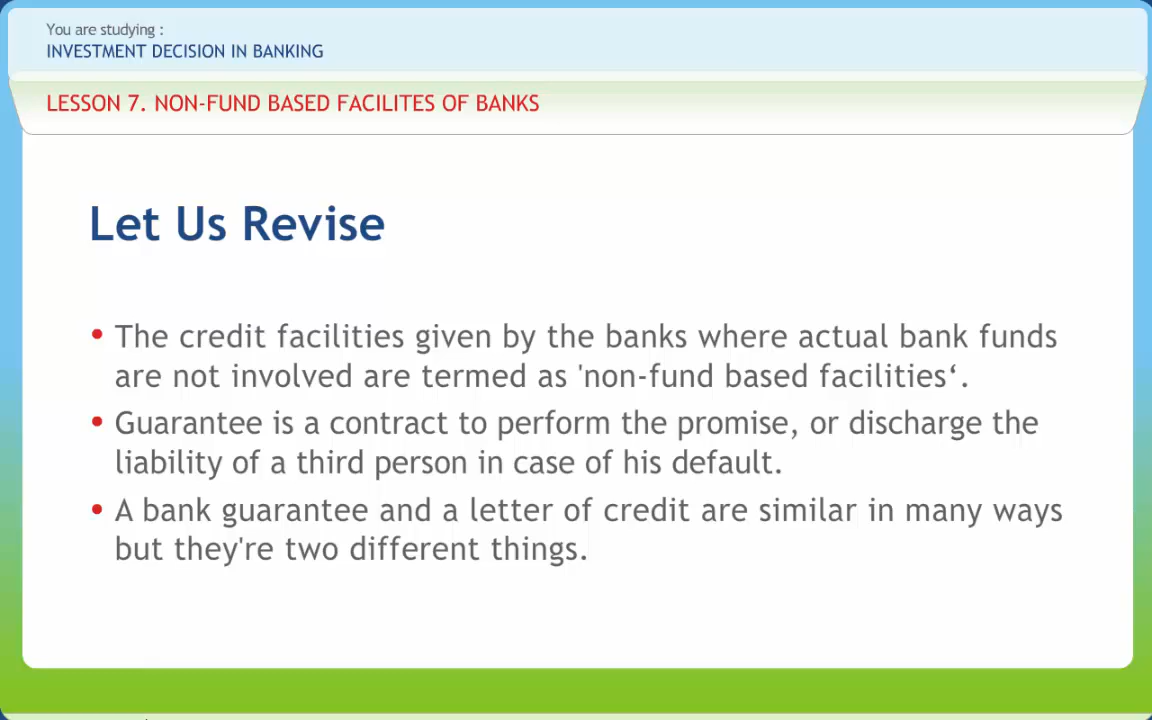 You are studying :
INVESTMENT DECISION IN BANKING
LESSON 7. NON-FUND BASED FACILITES OF BANKS
Let Us Revise
• The credit facilities given by the banks where actual bank funds
are not involved are termed as 'non-fund based facilities‘.
• Guarantee is a contract to perform the promise, or discharge the
liability of a third person in case of his default.
• A bank guarantee and a letter of credit are similar in many ways
but they're two different things.